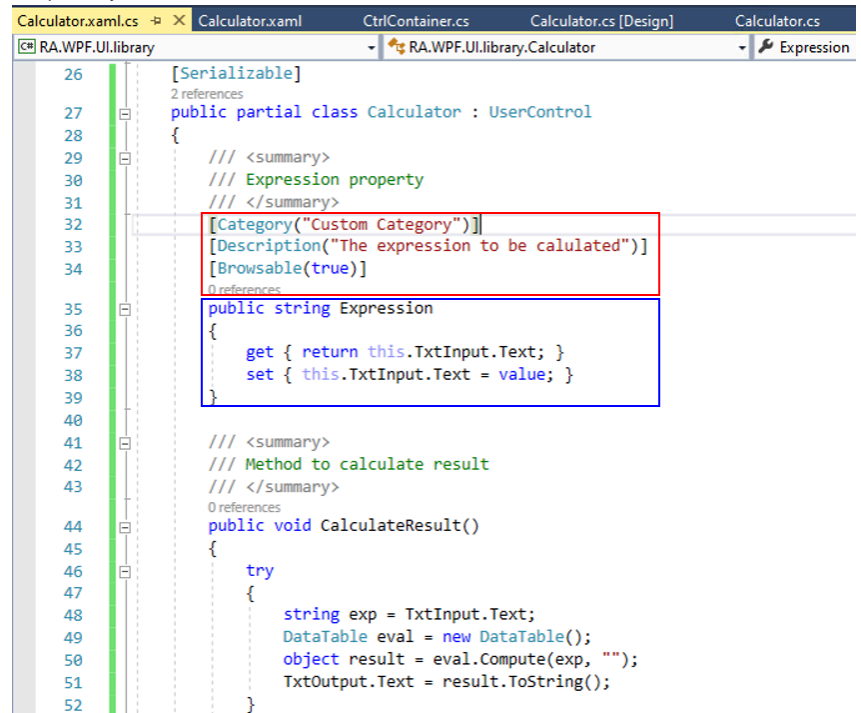 Calculator.xaml.cs Calculator.xaml CtrlContainer.cs Calculator.cs [Design] Calculator.cs
C# RA.WPF.UI.library RA.WPF.UI.library.Calculator Expression
26 [Serializable]
2 references
27 public partial class Calculator : UserControl
28 {
29 /// <summary>
30 /// Expression property
31 /// </summary>
32 [Category("Custom Category")]
33 [Description("The expression to be calulated")]
34 [Browsable(true)]
0 references
35 public string Expression
36 {
37 get { return this.TxtInput.Text; }
38 set { this.TxtInput.Text = value; }
39 }
40
41 /// <summary>
42 /// Method to calculate result
43 /// </summary>
0 references
44 public void CalculateResult()
45 {
46 try
47 {
48 string exp = TxtInput.Text;
49 DataTable eval = new DataTable();
50 object result = eval.Compute(exp, "");
51 TxtOutput.Text = result.ToString();
52 }